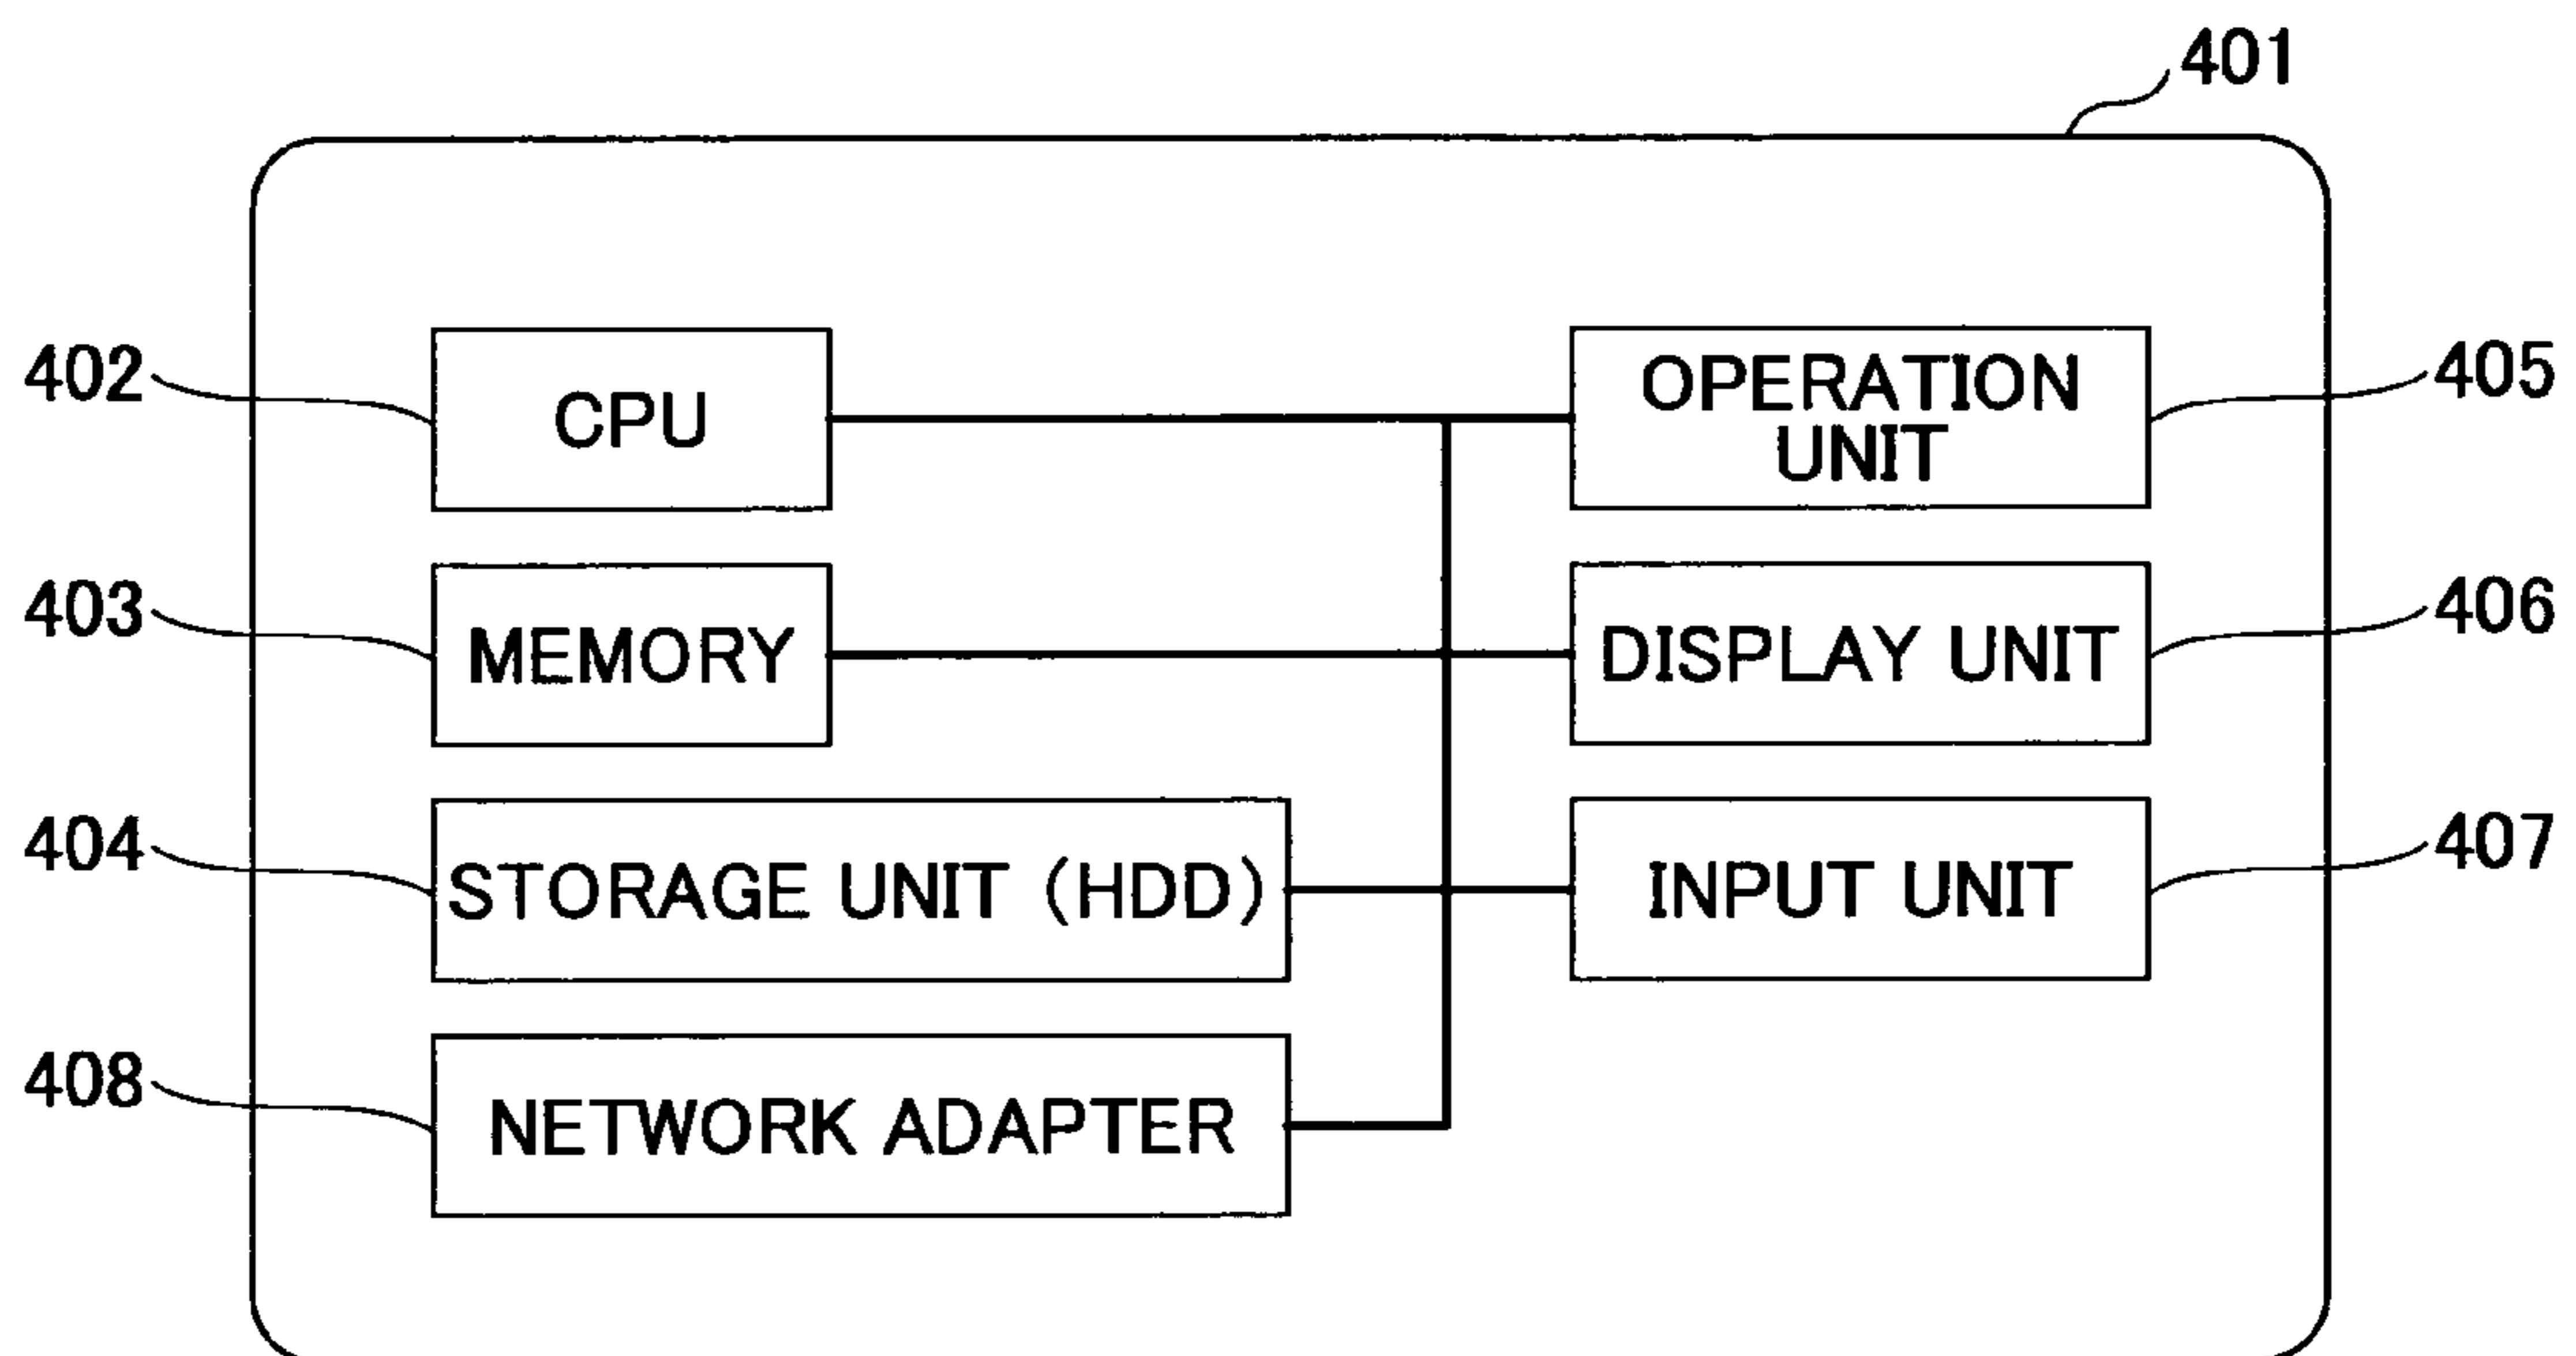 401
402
CPU
OPERATION
UNIT
405
403
MEMORY
DISPLAY UNIT
406
404
STORAGE UNIT (HDD)
INPUT UNIT
407
408
NETWORK ADAPTER